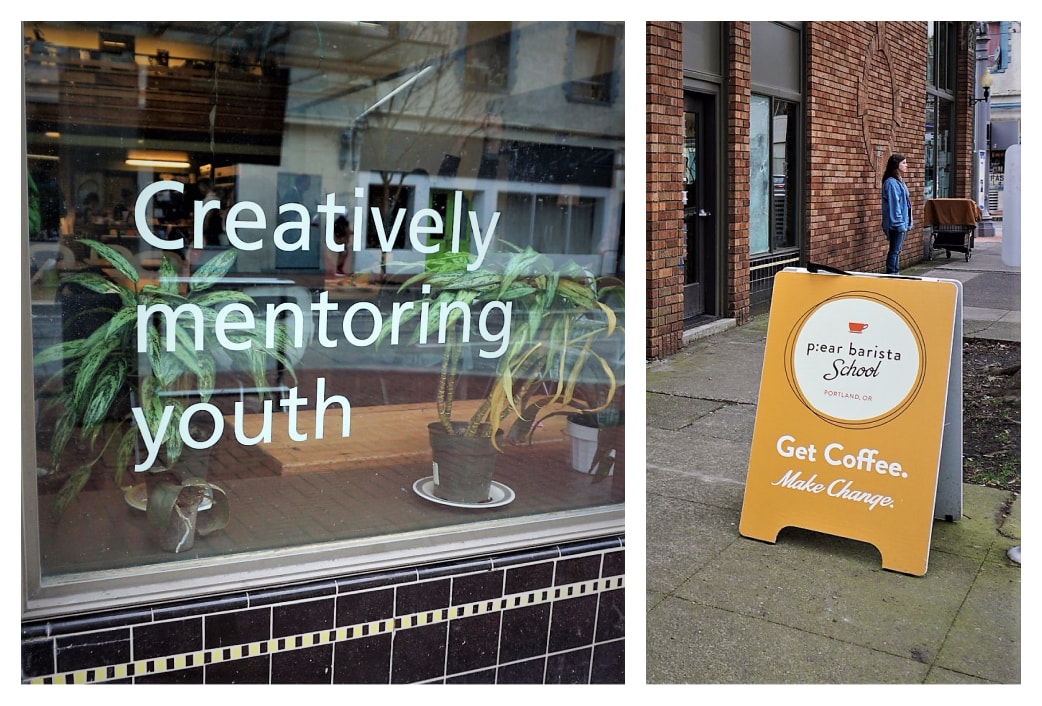 Creatively
mentoring
youth
p:ear barista
School
PORTLAND, OR
Get Coffee.
Make Change.